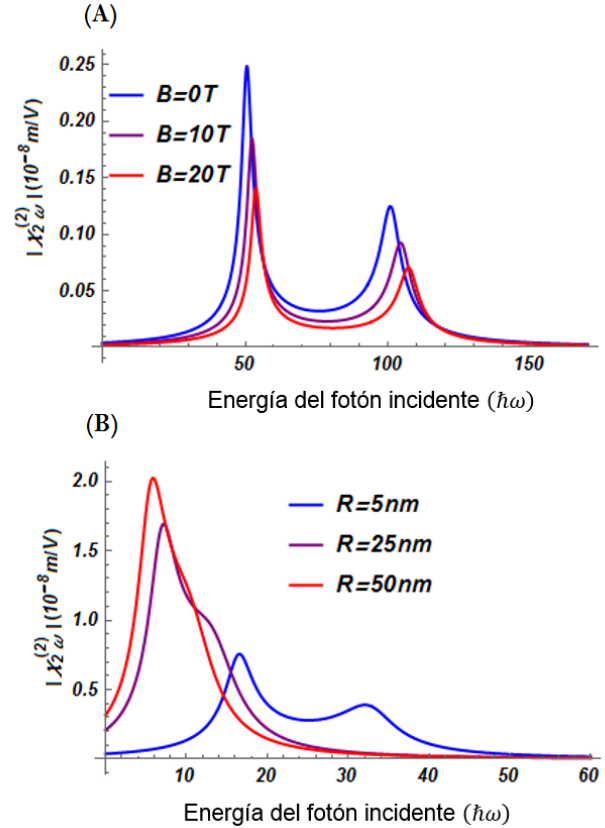 (A)
|χ2ω(2)| (10−8 m/V)
0.25
0.20
0.15
0.10
0.05
B=0T
B=10T
B=20T
50
100
150
Energía del fotón incidente (ℏω)
(B)
|χ2ω(2)| (10−8 m/V)
2.0
1.5
1.0
0.5
R=5nm
R=25nm
R=50nm
10
20
30
40
50
60
Energía del fotón incidente (ℏω)